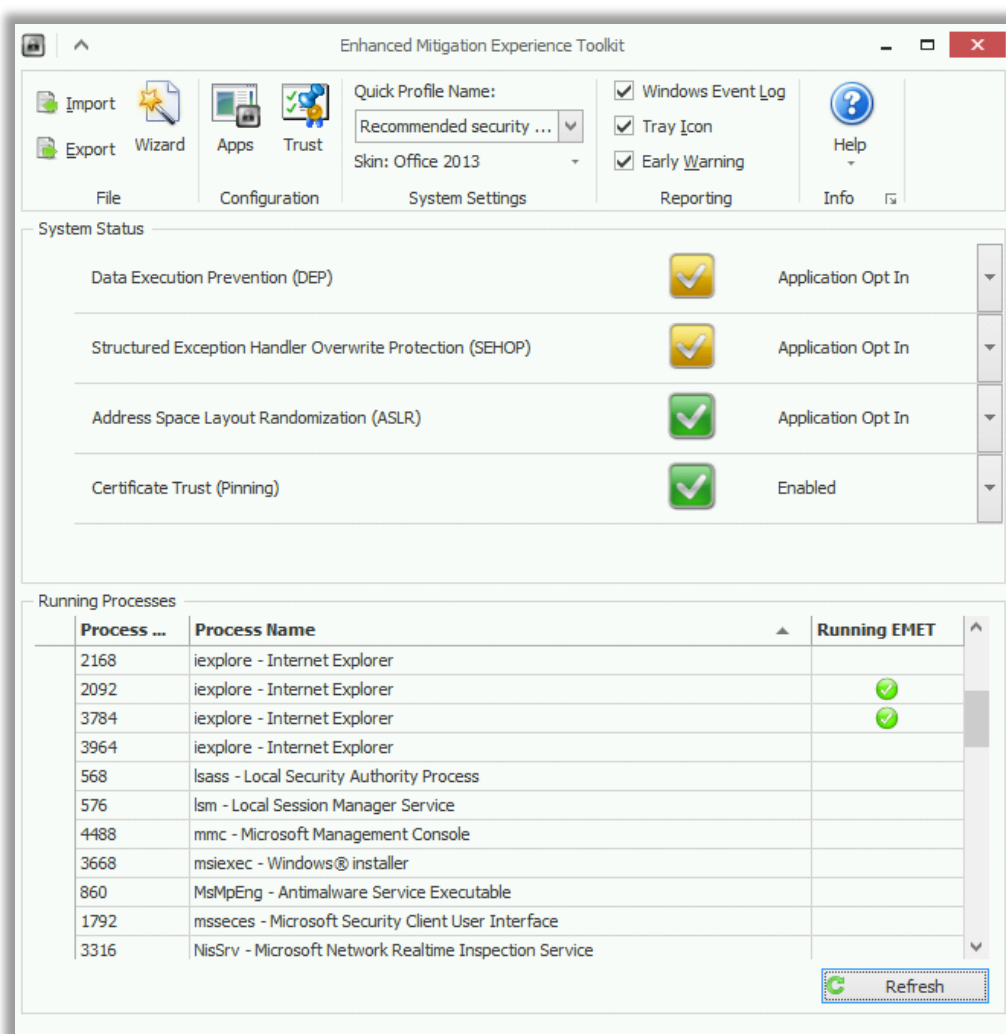 Enhanced Mitigation Experience Toolkit
Import
Export
Wizard
File
Apps
Trust
Configuration
Quick Profile Name:
Recommended security ...
Skin: Office 2013
System Settings
Windows Event Log
Tray Icon
Early Warning
Reporting
Help
Info
System Status
Data Execution Prevention (DEP) Application Opt In
Structured Exception Handler Overwrite Protection (SEHOP) Application Opt In
Address Space Layout Randomization (ASLR) Application Opt In
Certificate Trust (Pinning) Enabled
Running Processes
Process ... Process Name Running EMET
2168 iexplore - Internet Explorer
2092 iexplore - Internet Explorer
3784 iexplore - Internet Explorer
3964 iexplore - Internet Explorer
568 lsass - Local Security Authority Process
576 lsm - Local Session Manager Service
4488 mmc - Microsoft Management Console
3668 msiexec - Windows® installer
860 MsMpEng - Antimalware Service Executable
1792 msseces - Microsoft Security Client User Interface
3316 NisSrv - Microsoft Network Realtime Inspection Service
Refresh